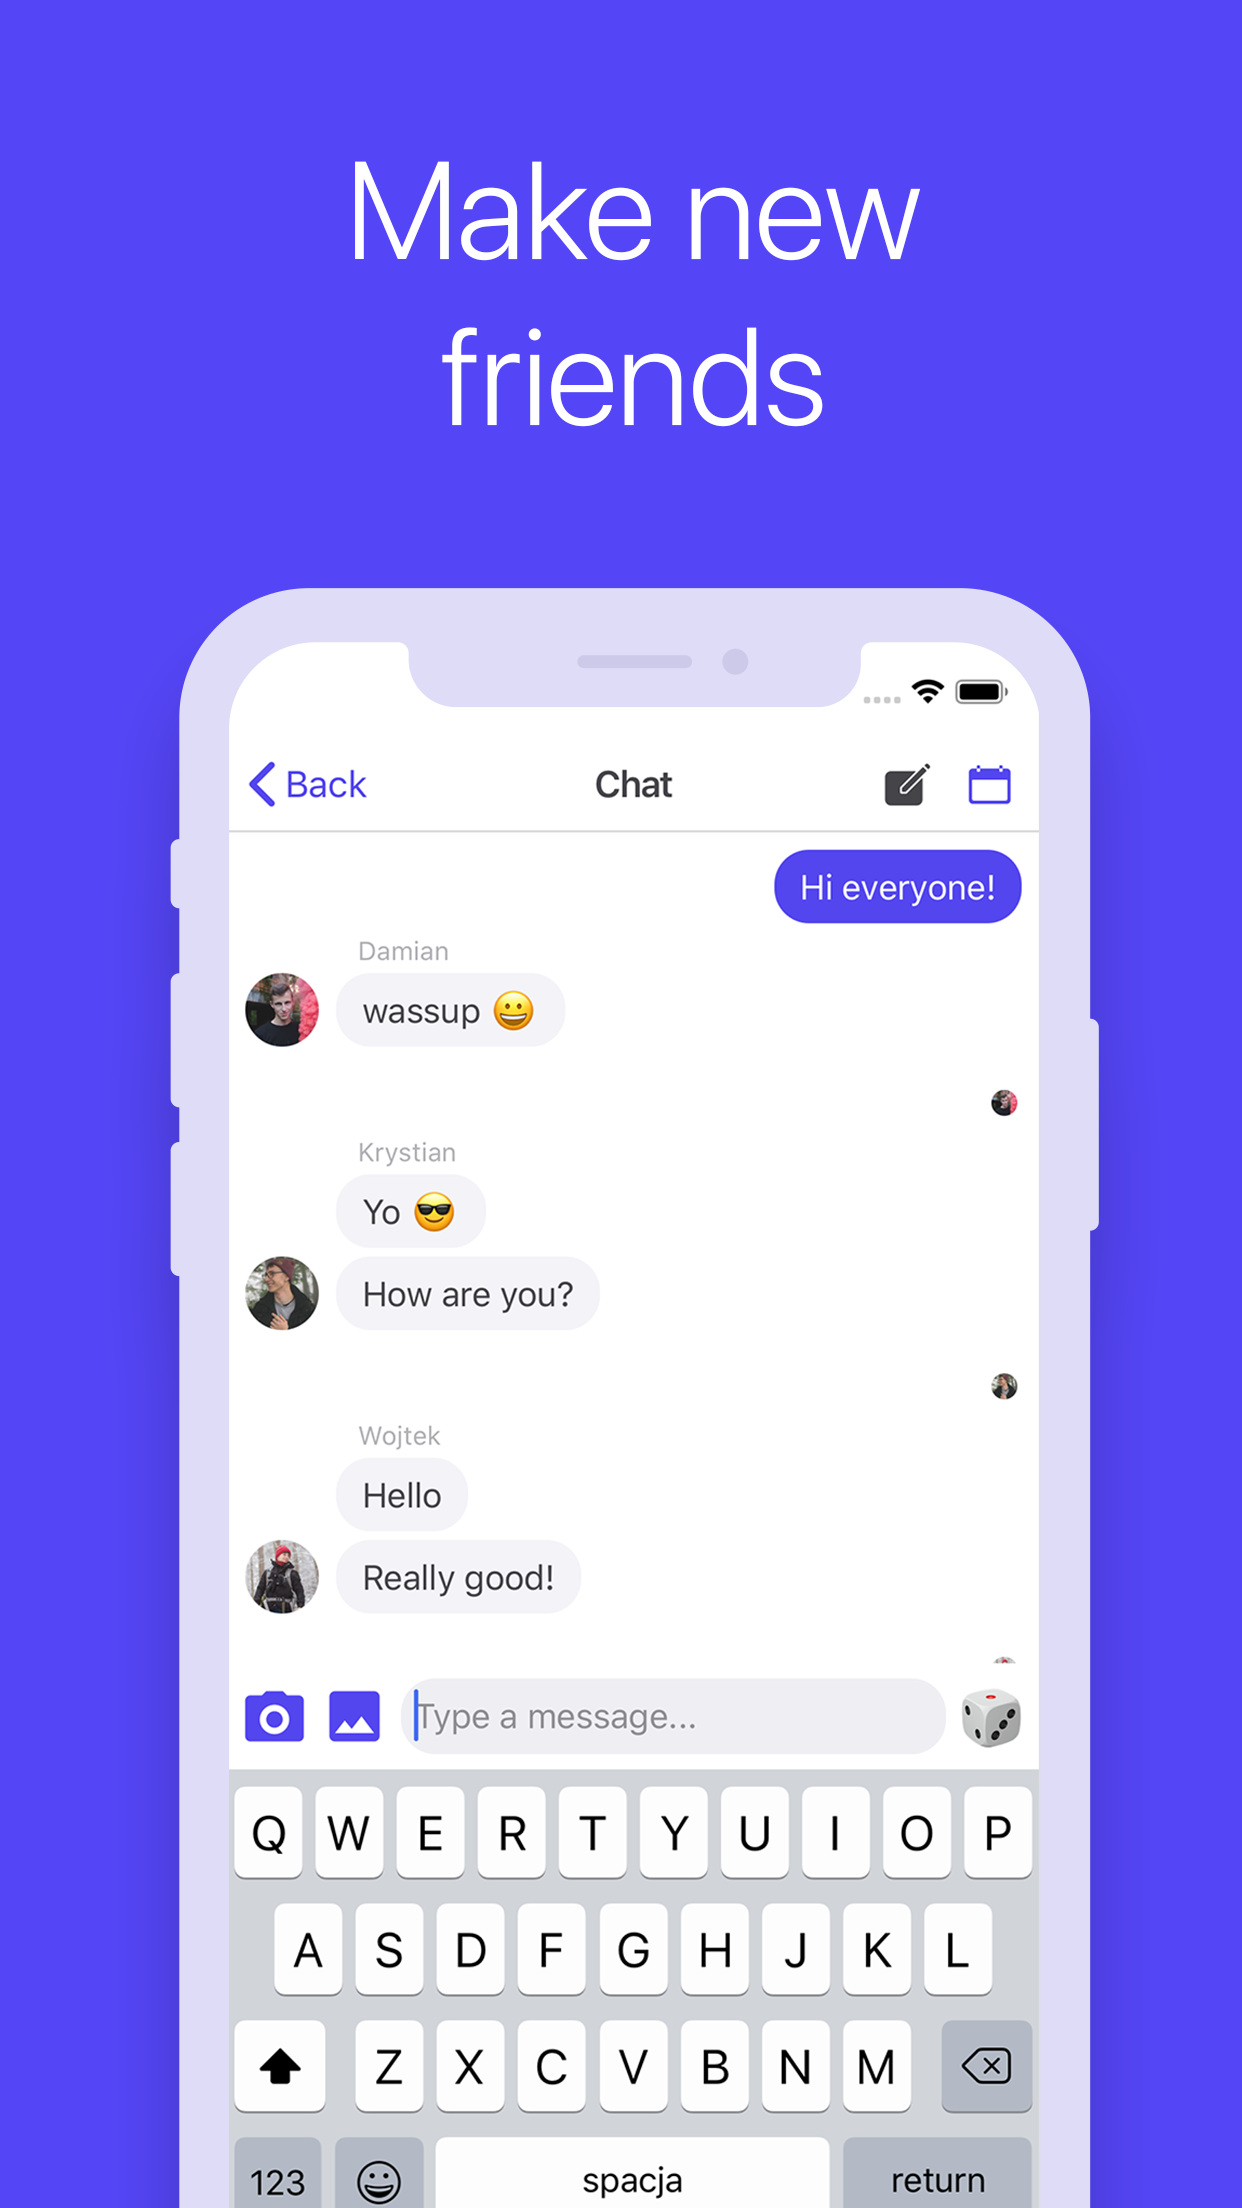 Make new
friends
Back
Chat
Hi everyone!
Damian
wassup 😀
Krystian
Yo 😎
How are you?
Wojtek
Hello
Really good!
Type a message...
Q W E R T Y U I O P
A S D F G H J K L
Z X C V B N M
123 spacja return